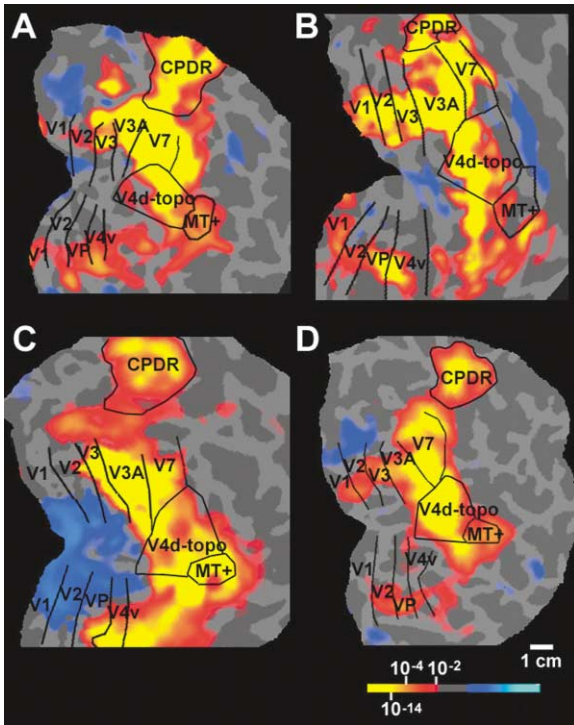 A
CPDR
V1
V2
V3
V3A
V7
V4d-topo
MT+
V2
V4v
V1
VP
B
CPDR
V7
V1
V2
V3
V3A
V4d-topo
MT+
V1
V2
VP
V4v
C
CPDR
V1
V2
V3
V3A
V7
V4d-topo
MT+
V1
V2
VP
V4v
D
CPDR
V7
V1
V2
V3
V3A
V4d-topo
MT+
V4v
V1
V2
VP
1 cm
10⁻⁴ 10⁻²
10⁻¹⁴